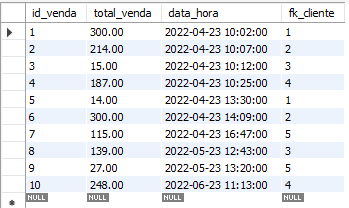 id_venda total_venda data_hora fk_cliente
1 300.00 2022-04-23 10:02:00 1
2 214.00 2022-04-23 10:07:00 2
3 15.00 2022-04-23 10:12:00 3
4 187.00 2022-04-23 10:25:00 4
5 14.00 2022-04-23 13:30:00 1
6 300.00 2022-04-23 14:09:00 2
7 115.00 2022-04-23 16:47:00 5
8 139.00 2022-05-23 12:43:00 3
9 27.00 2022-05-23 13:20:00 5
10 248.00 2022-06-23 11:13:00 4
NULL NULL NULL NULL